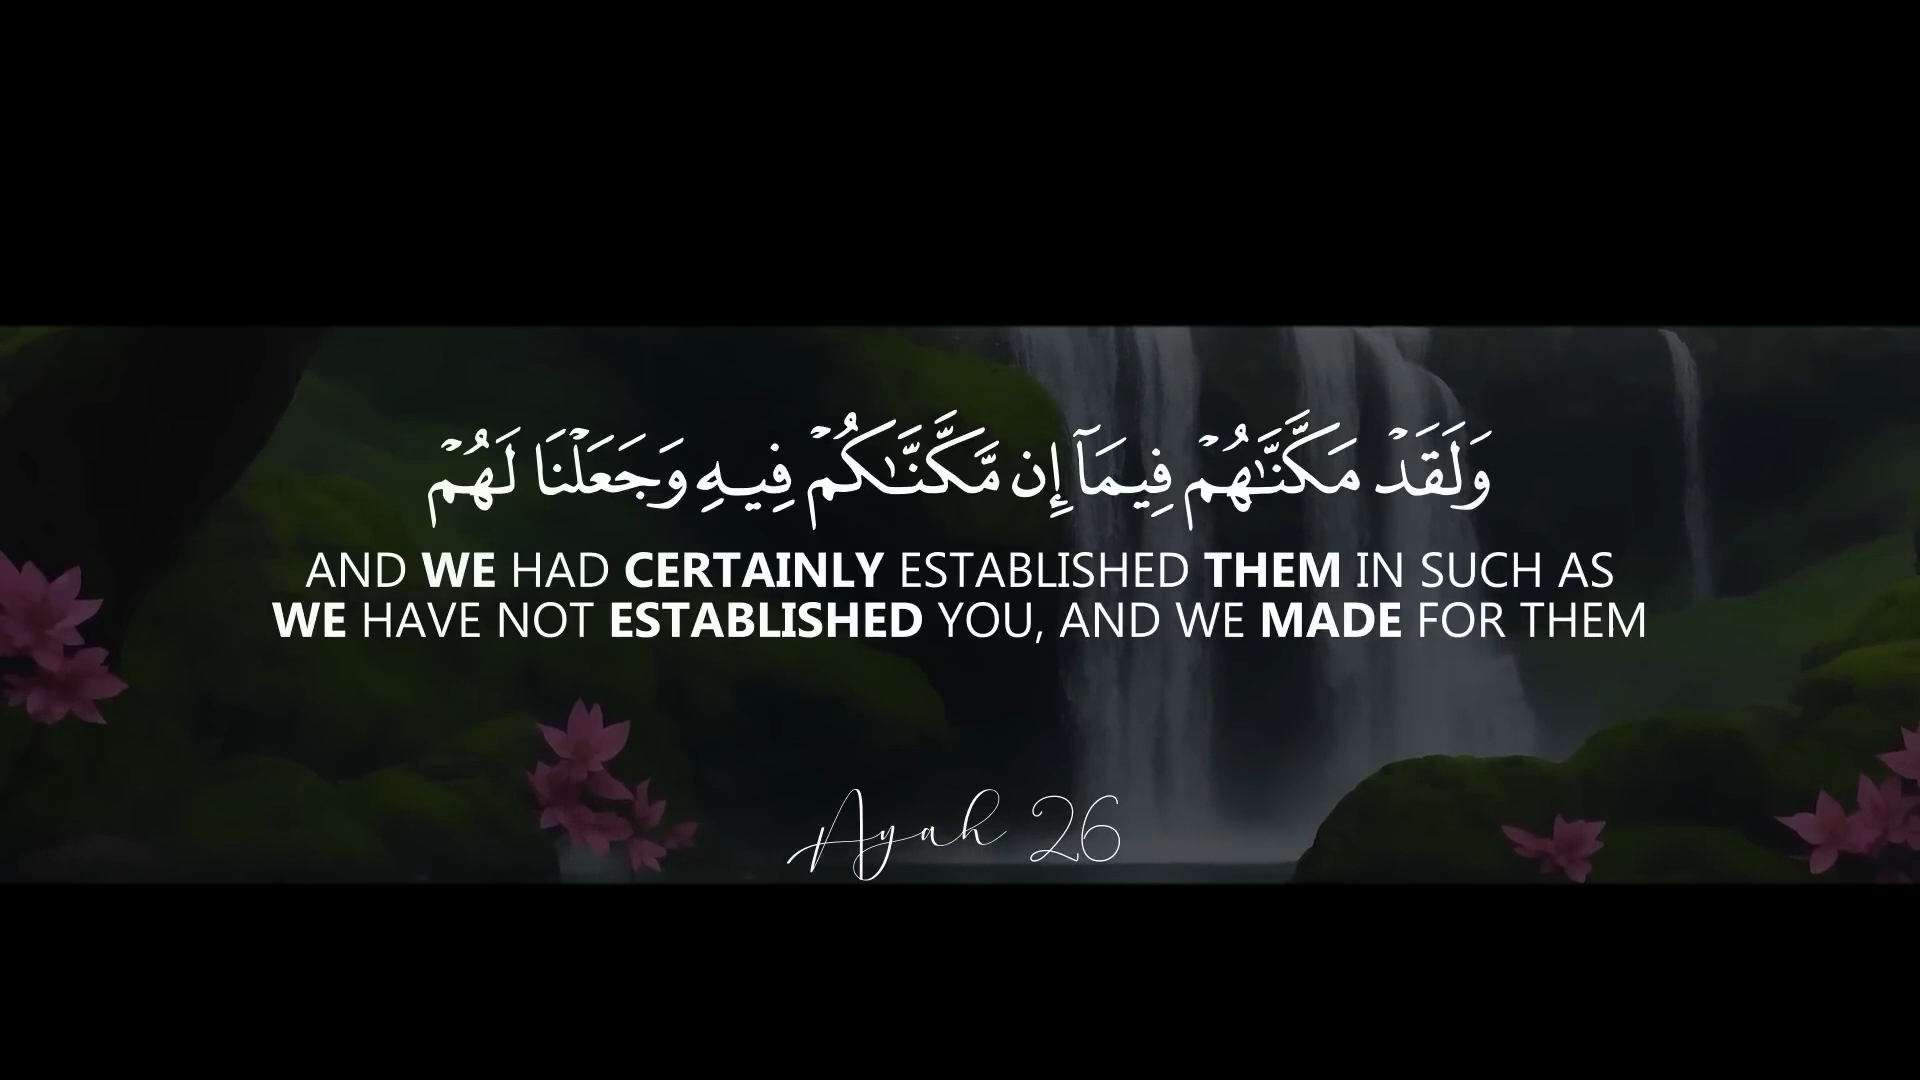 وَلَقَدۡ مَكَّنَّـٰهُمۡ فِيمَآ إِن مَّكَّنَّـٰكُمۡ فِيهِ وَجَعَلۡنَا لَهُمۡ
AND WE HAD CERTAINLY ESTABLISHED THEM IN SUCH AS
WE HAVE NOT ESTABLISHED YOU, AND WE MADE FOR THEM
Ayah 26